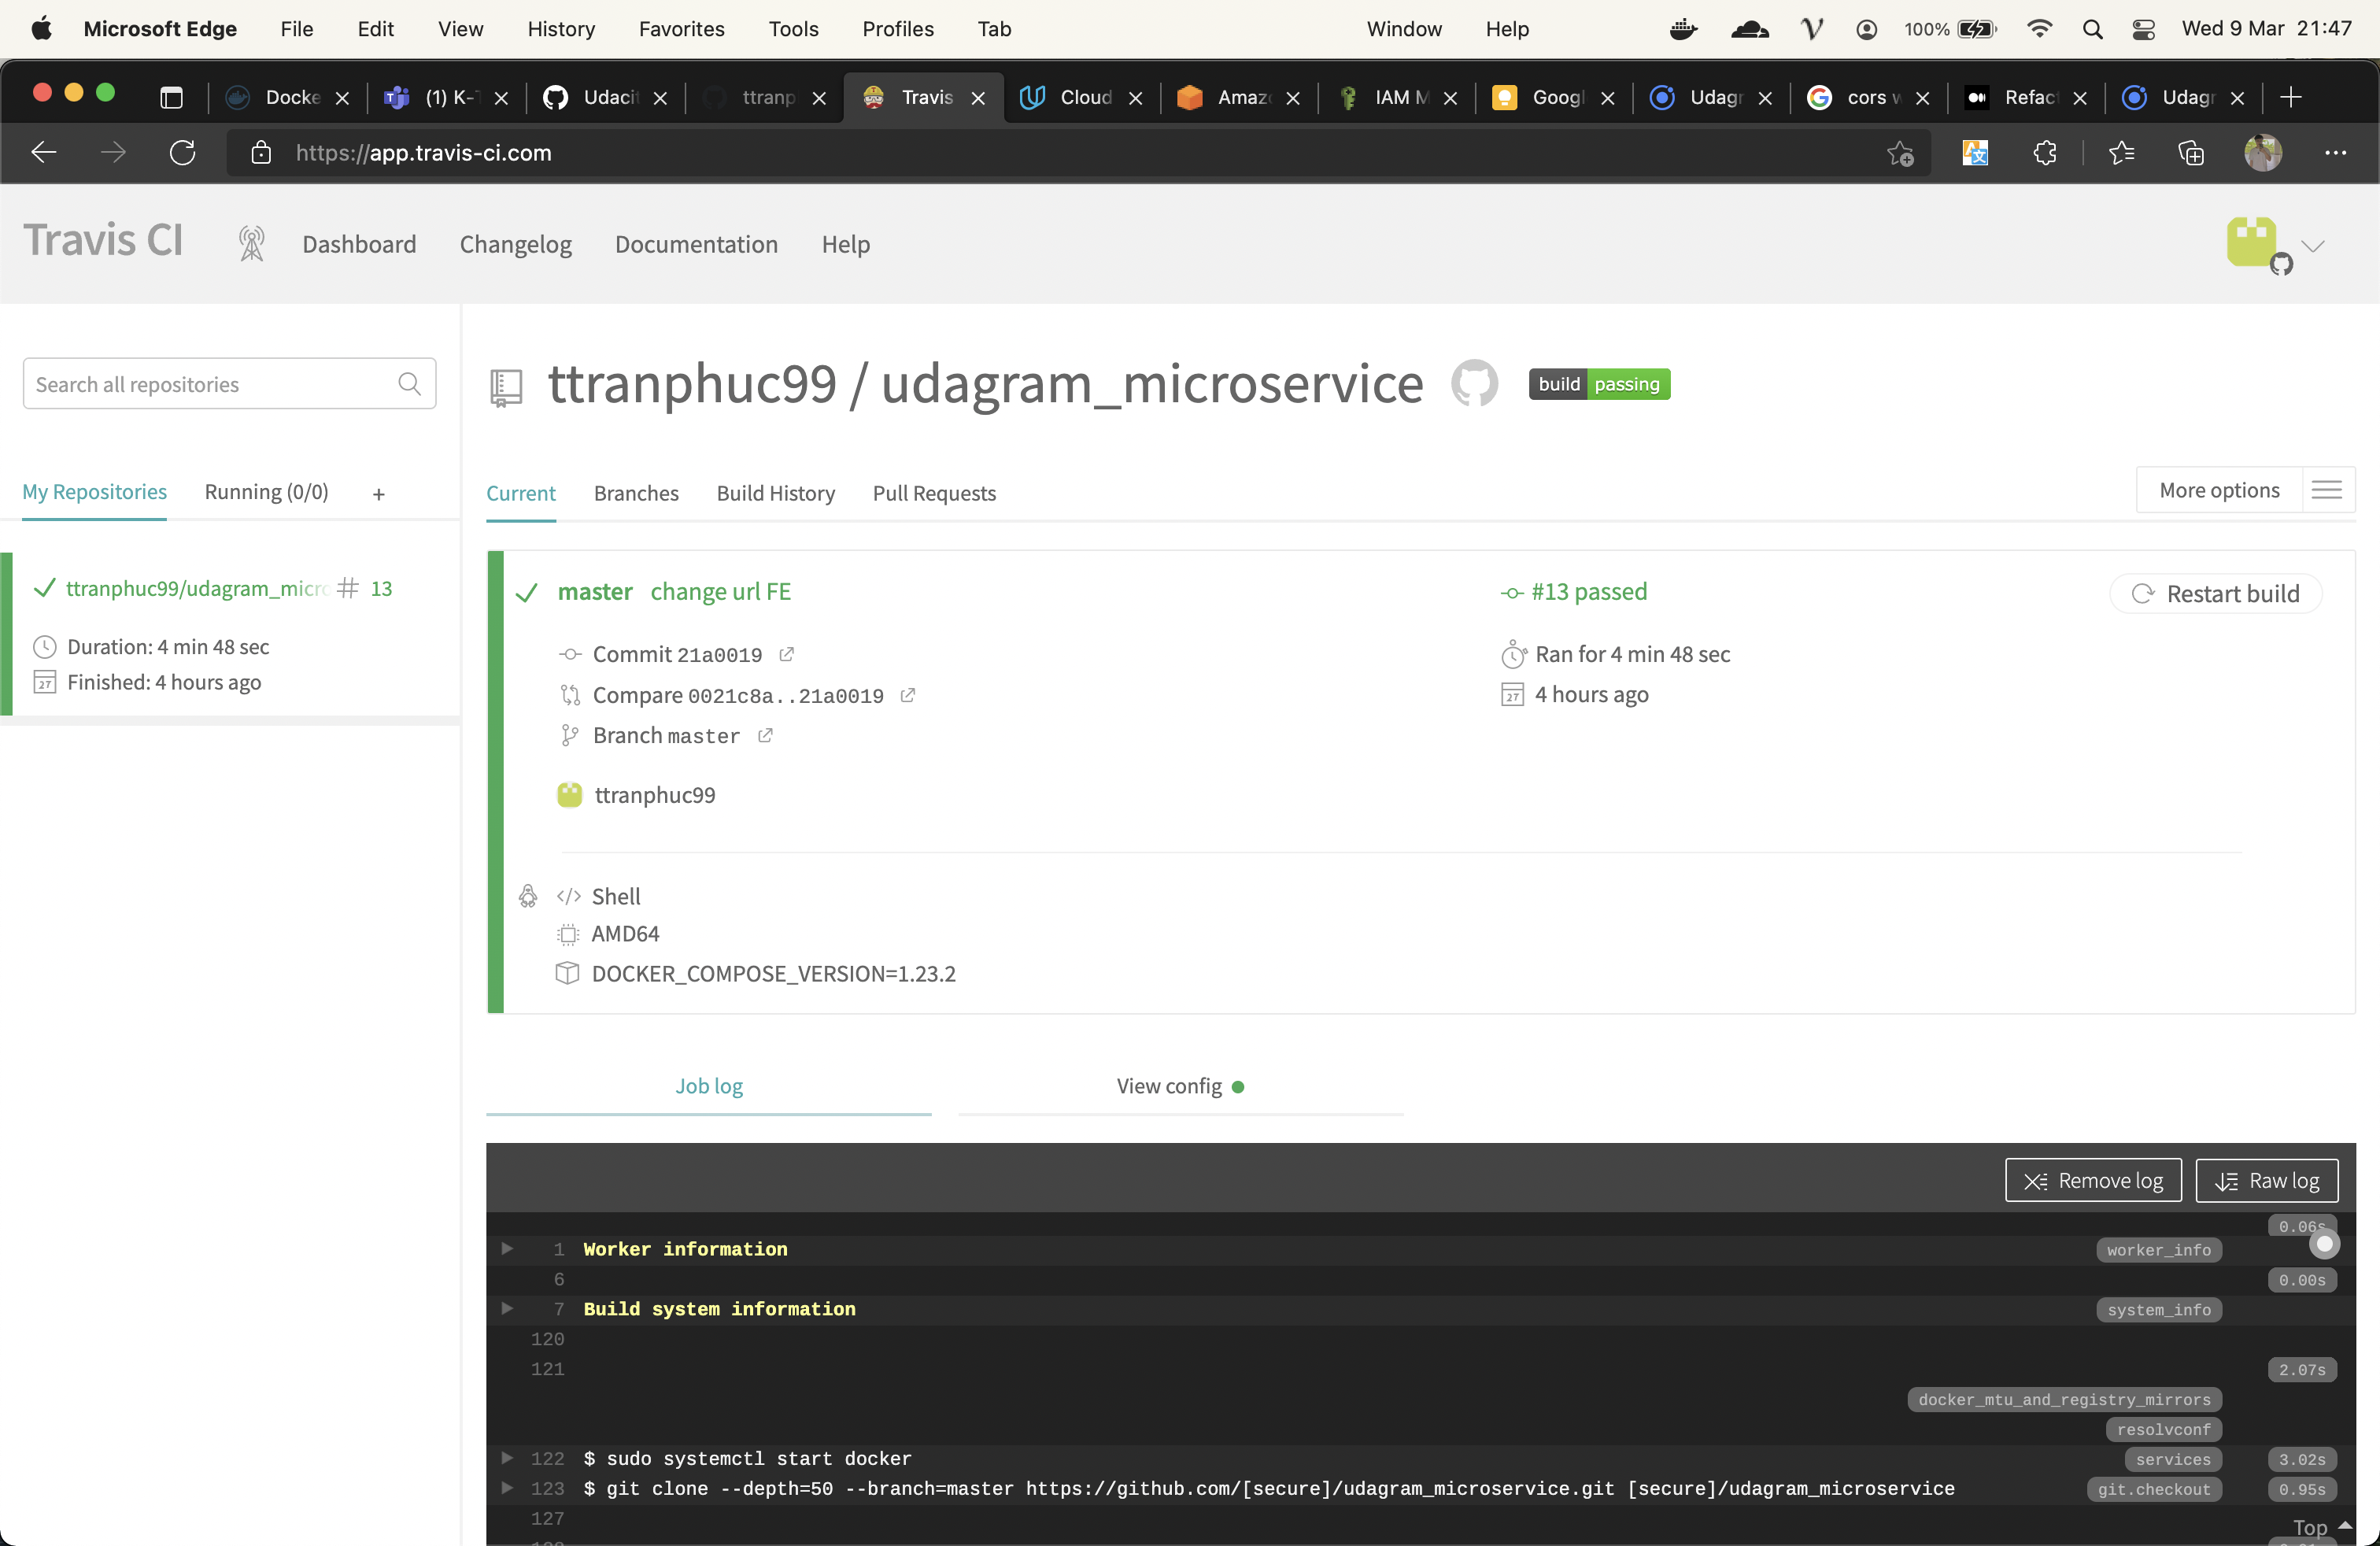 Microsoft Edge File Edit View History Favorites Tools Profiles Tab Window Help 100% Wed 9 Mar 21:47
Docke (1) K-T Udacit ttranp Travis Cloud Amaz IAM M Googl Udagr cors w Refac Udagr
https://app.travis-ci.com
Travis CI Dashboard Changelog Documentation Help
Search all repositories
ttranphuc99 / udagram_microservice build passing
My Repositories Running (0/0) +
Current Branches Build History Pull Requests More options
ttranphuc99/udagram_micro # 13
Duration: 4 min 48 sec
27 Finished: 4 hours ago
master change url FE #13 passed Restart build
Commit 21a0019 Ran for 4 min 48 sec
Compare 0021c8a..21a0019 27 4 hours ago
Branch master
ttranphuc99
</> Shell
AMD64
DOCKER_COMPOSE_VERSION=1.23.2
Job log View config
Remove log Raw log
0.06s
1 Worker information worker_info
6 0.00s
7 Build system information system_info
120
121 2.07s
docker_mtu_and_registry_mirrors
resolvconf
122 $ sudo systemctl start docker services 3.02s
123 $ git clone --depth=50 --branch=master https://github.com/[secure]/udagram_microservice.git [secure]/udagram_microservice git.checkout 0.95s
127
Top